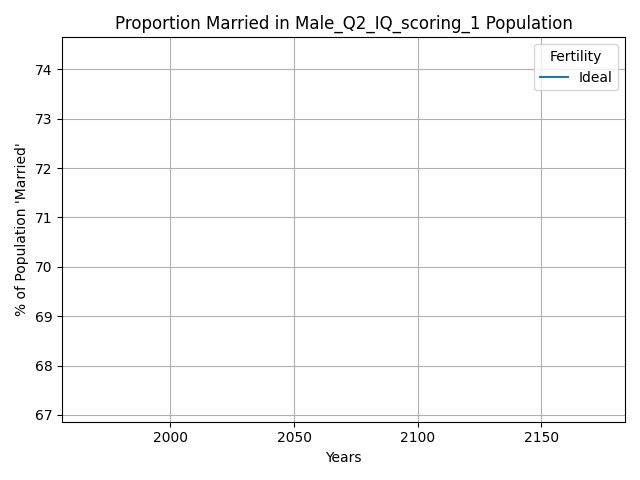 Proportion Married in Male_Q2_IQ_scoring_1 Population
Fertility
Ideal
% of Population 'Married'
74
73
72
71
70
69
68
67
2000
2050
2100
2150
Years